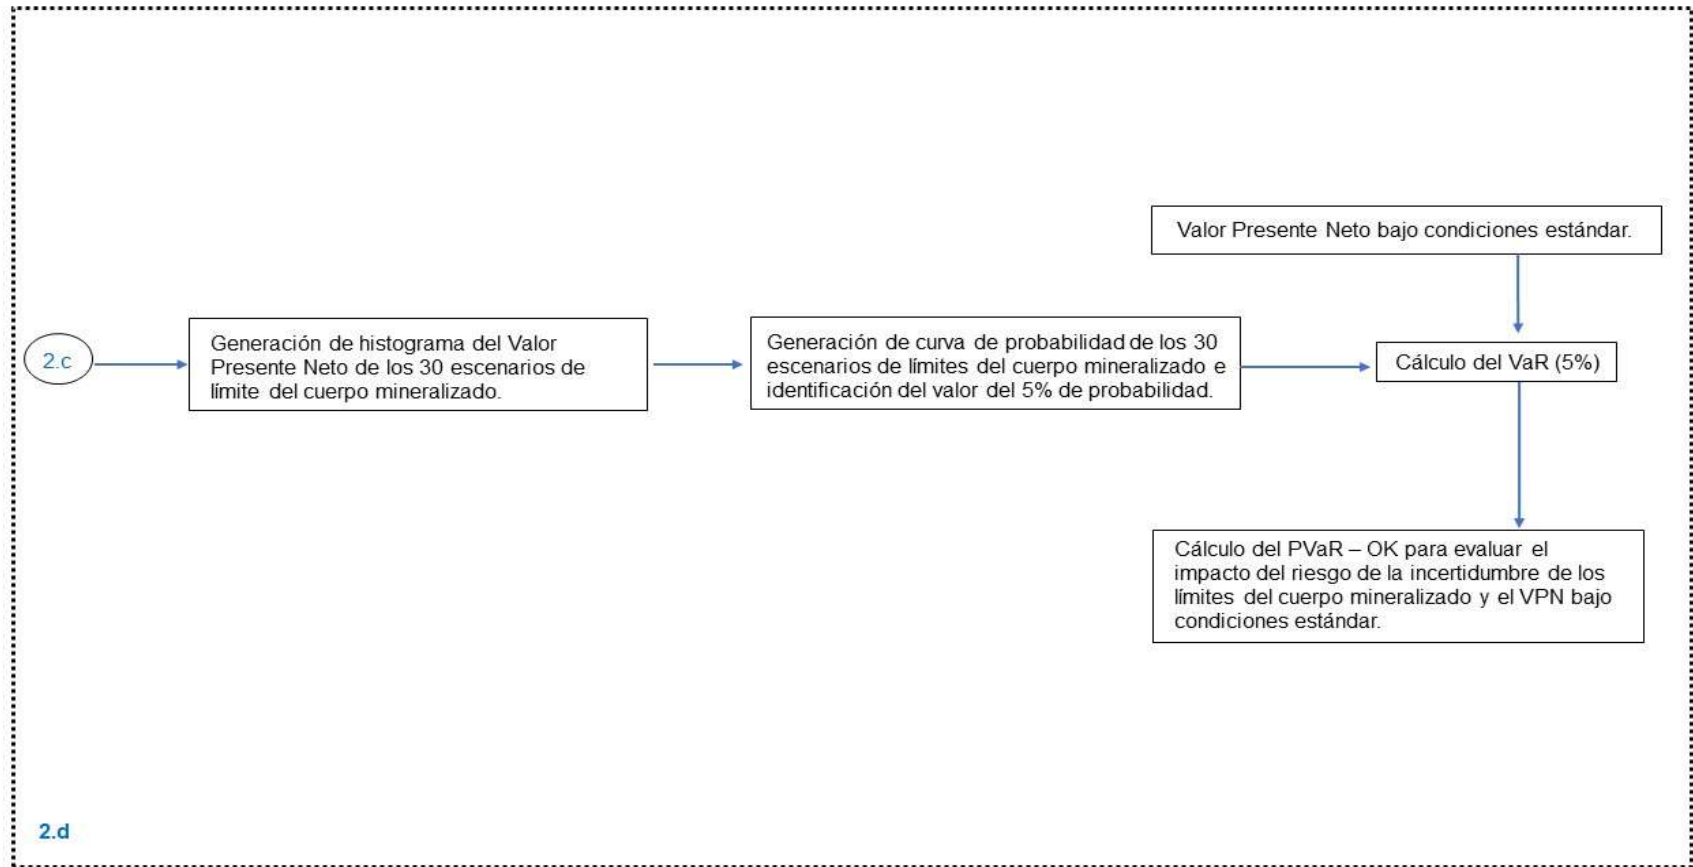 Valor Presente Neto bajo condiciones estándar.
2.c
Generación de histograma del Valor
Presente Neto de los 30 escenarios de
límite del cuerpo mineralizado.
Generación de curva de probabilidad de los 30
escenarios de límites del cuerpo mineralizado e
identificación del valor del 5% de probabilidad.
Cálculo del VaR (5%)
Cálculo del PVaR – OK para evaluar el
impacto del riesgo de la incertidumbre de los
límites del cuerpo mineralizado y el VPN bajo
condiciones estándar.
2.d